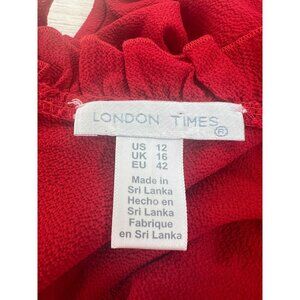 LONDON TIMES ®
US 12
UK 16
EU 42
Made in
Sri Lanka
Hecho en
Sri Lanka
Fabrique
en Sri Lanka